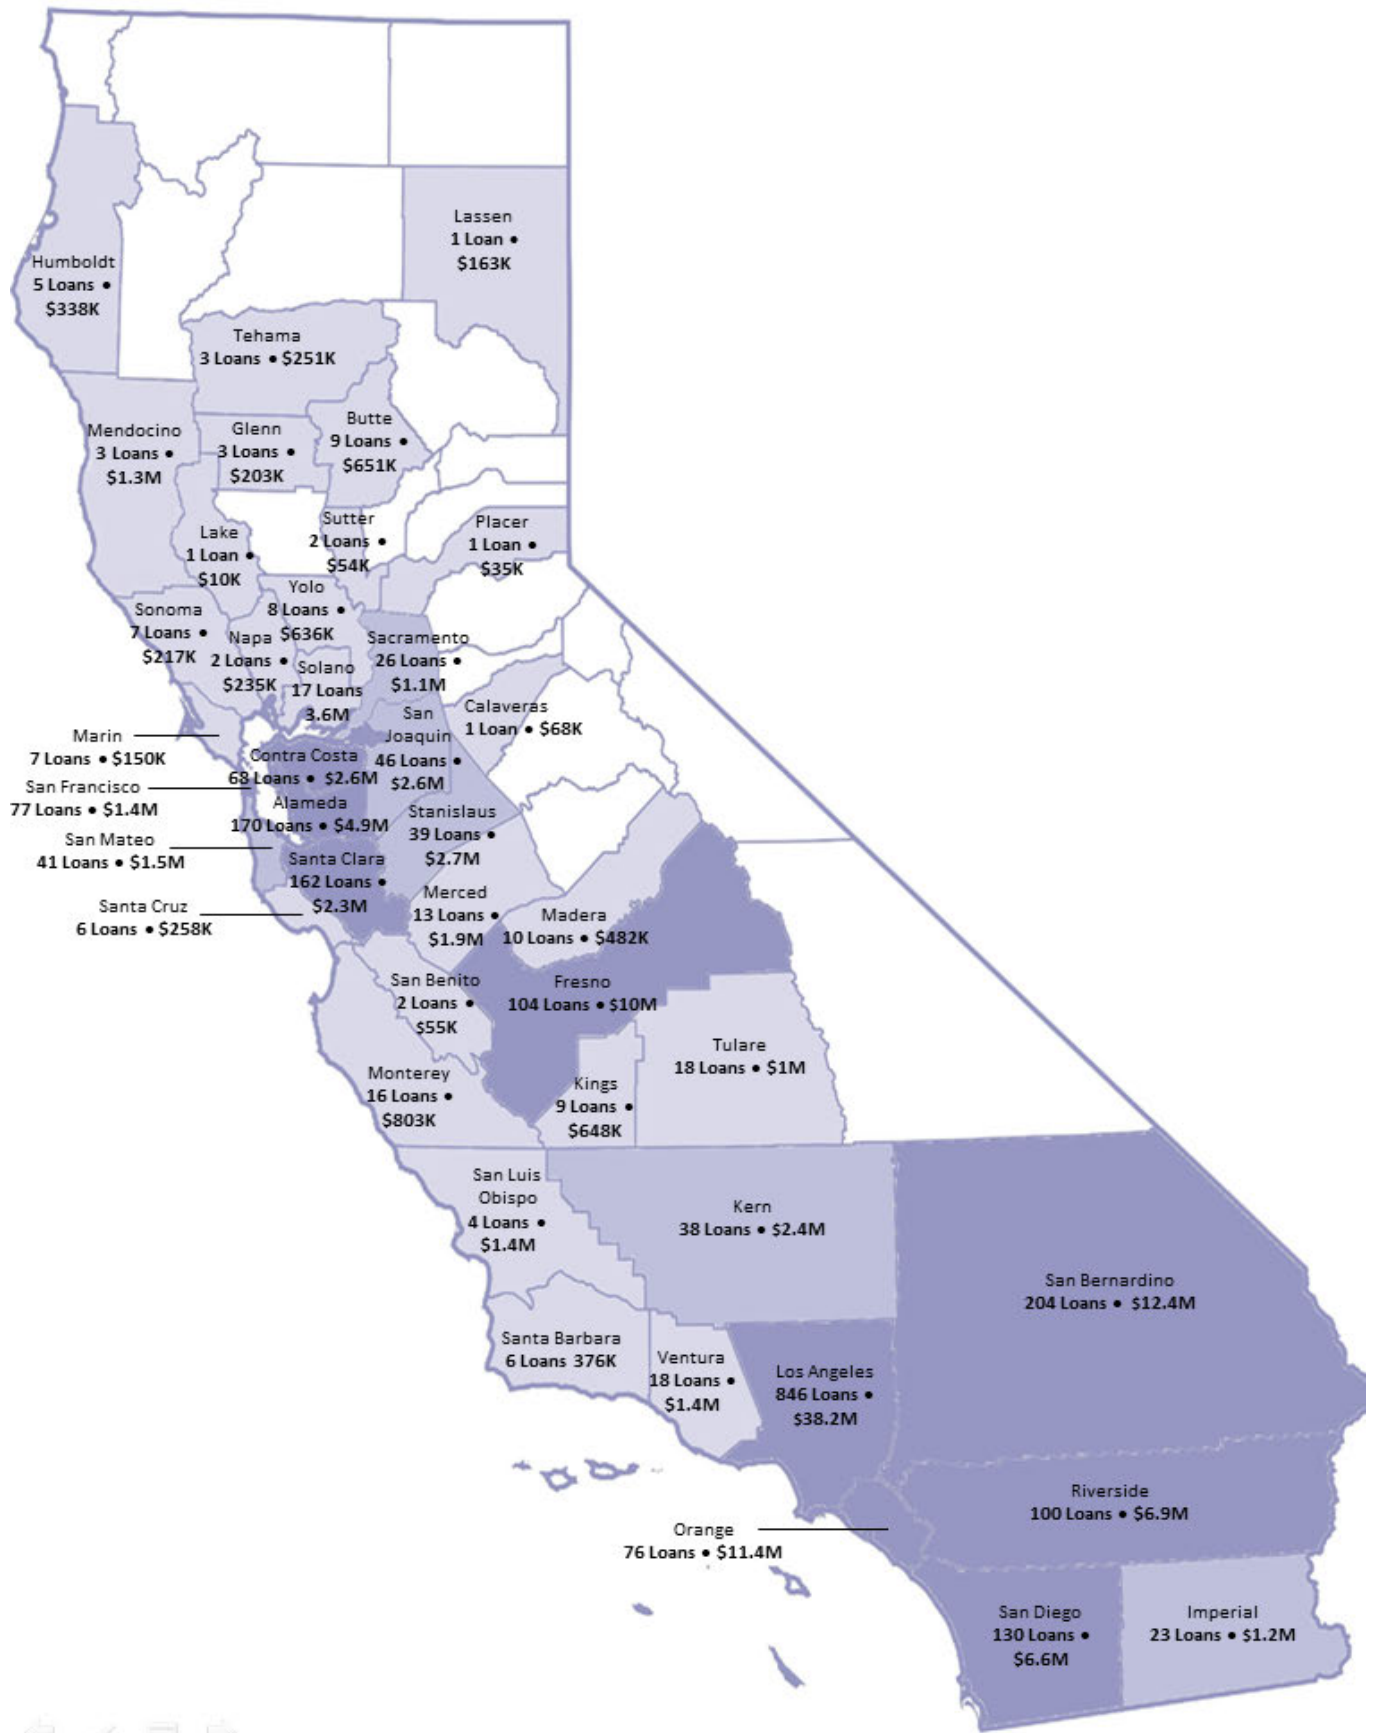 Lassen
1 Loan •
$163K
Humboldt
5 Loans •
$338K
Tehama
3 Loans • $251K
Mendocino
3 Loans •
$1.3M
Glenn
3 Loans •
$203K
Butte
9 Loans •
$651K
Lake
1 Loan •
$10K
Sutter
2 Loans •
$54K
Placer
1 Loan •
$35K
Sonoma
7 Loans •
$217K
Napa
2 Loans •
$235K
Yolo
8 Loans •
$636K
Solano
17 Loans
3.6M
Sacramento
26 Loans •
$1.1M
Calaveras
1 Loan • $68K
San
Joaquin
46 Loans •
$2.6M
Marin
7 Loans • $150K
Contra Costa
68 Loans • $2.6M
San Francisco
77 Loans • $1.4M
Alameda
170 Loans • $4.9M
Stanislaus
39 Loans •
$2.7M
San Mateo
41 Loans • $1.5M
Santa Clara
162 Loans •
$2.3M
Santa Cruz
6 Loans • $258K
Merced
13 Loans •
$1.9M
Madera
10 Loans • $482K
San Benito
2 Loans •
$55K
Fresno
104 Loans • $10M
Tulare
18 Loans • $1M
Monterey
16 Loans •
$803K
Kings
9 Loans •
$648K
San Luis
Obispo
4 Loans •
$1.4M
Kern
38 Loans • $2.4M
San Bernardino
204 Loans • $12.4M
Santa Barbara
6 Loans 376K
Ventura
18 Loans •
$1.4M
Los Angeles
846 Loans •
$38.2M
Riverside
100 Loans • $6.9M
Orange
76 Loans • $11.4M
San Diego
130 Loans •
$6.6M
Imperial
23 Loans • $1.2M